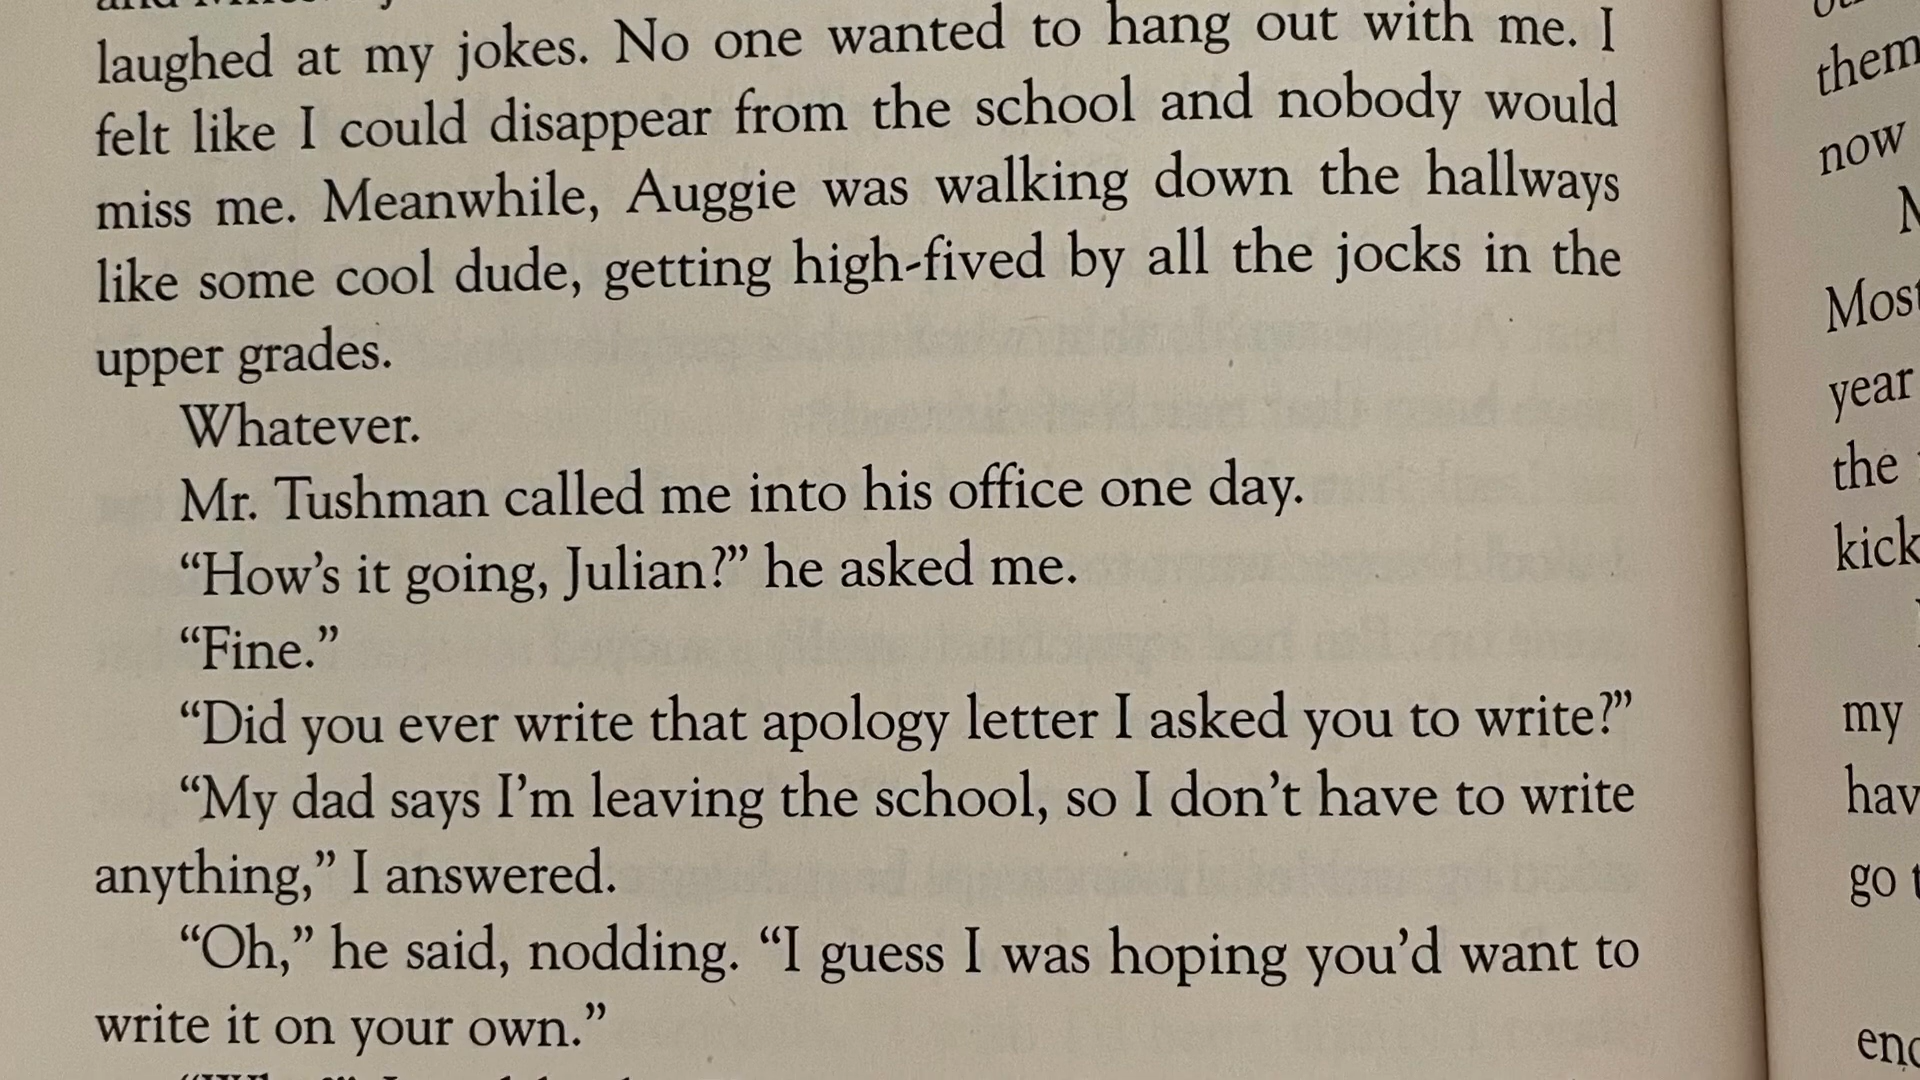 laughed at my jokes. No one wanted to hang out with me. I
felt like I could disappear from the school and nobody would
miss me. Meanwhile, Auggie was walking down the hallways
like some cool dude, getting high-fived by all the jocks in the
upper grades.
Whatever.
Mr. Tushman called me into his office one day.
“How’s it going, Julian?” he asked me.
“Fine.”
“Did you ever write that apology letter I asked you to write?”
“My dad says I’m leaving the school, so I don’t have to write
anything,” I answered.
“Oh,” he said, nodding. “I guess I was hoping you’d want to
write it on your own.”
them
now
year
the
my
go